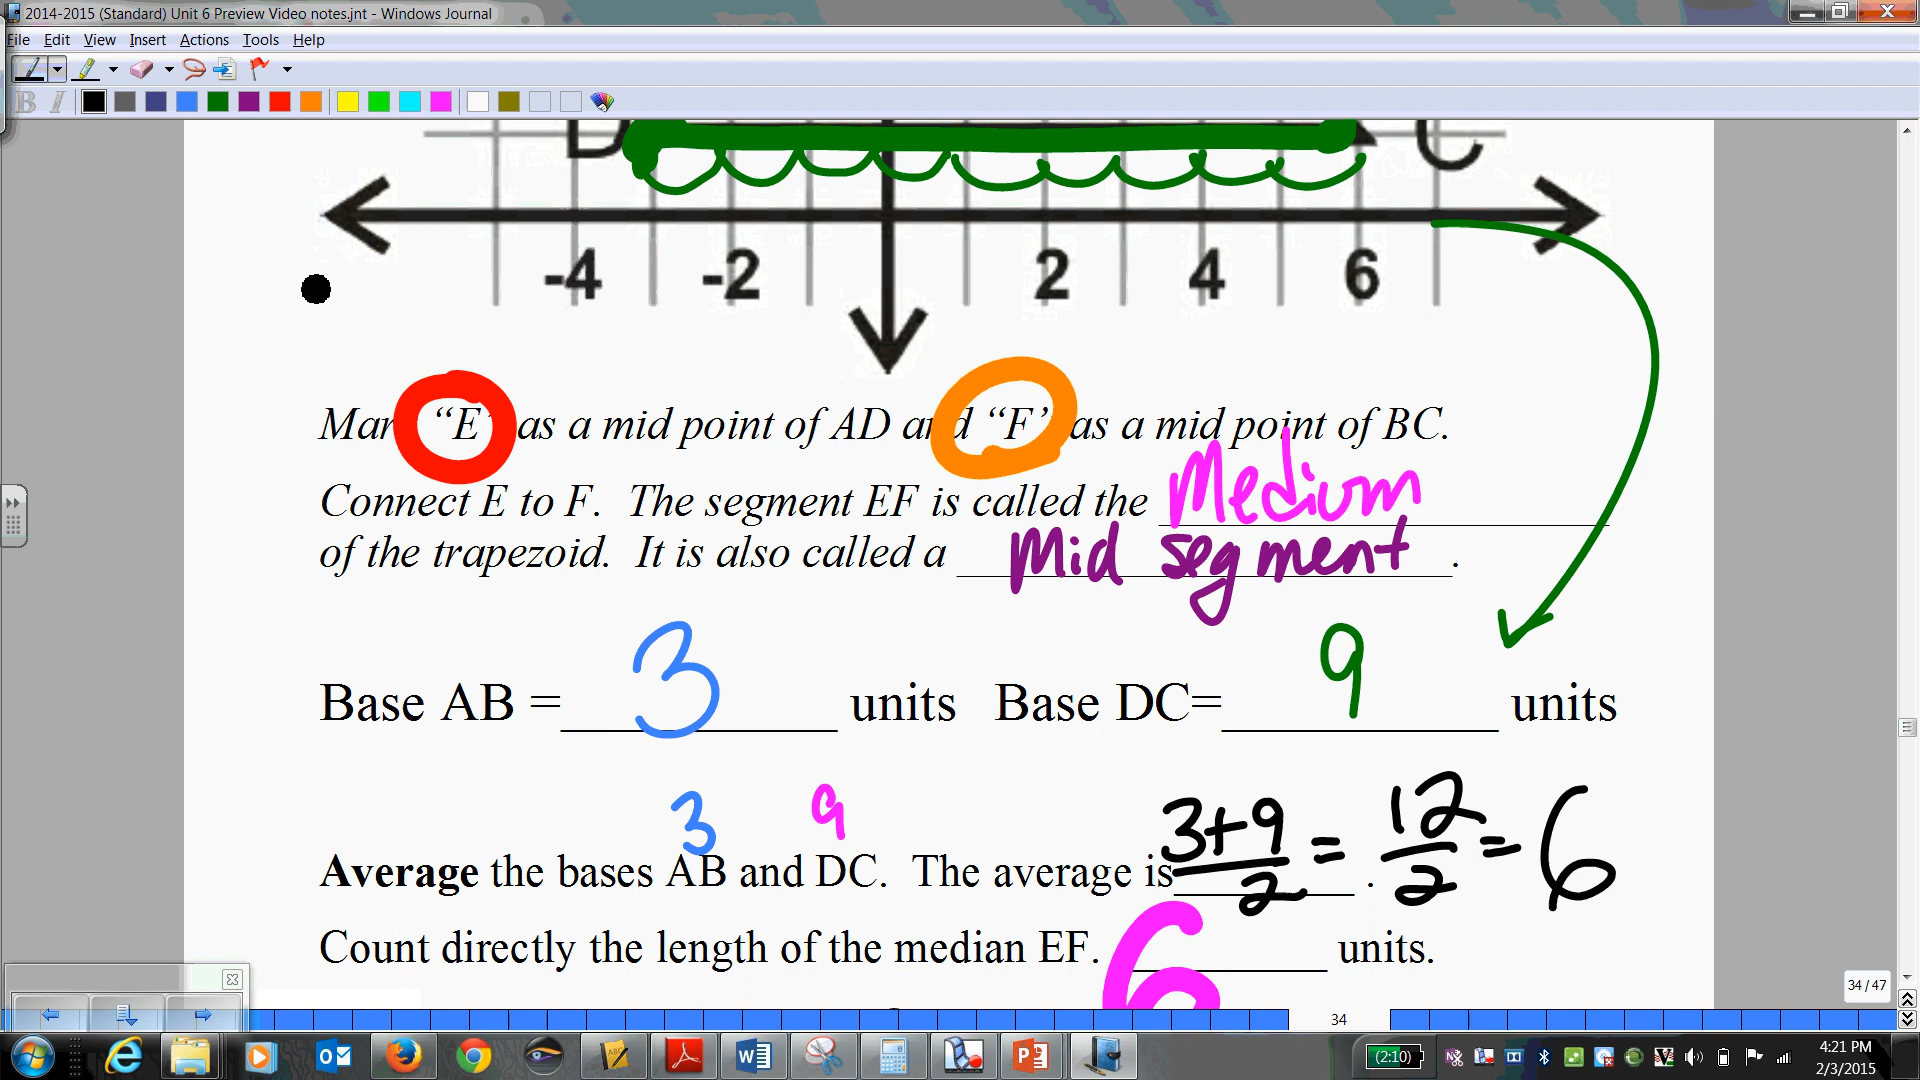 2014-2015 (Standard) Unit 6 Preview Video notes.jnt - Windows Journal
File Edit View Insert Actions Tools Help
B I
D C
-4 -2 2 4 6
Mar "E" as a mid point of AD and "F" as a mid point of BC.
Connect E to F. The segment EF is called the Medium
of the trapezoid. It is also called a Mid segment.
Base AB = 3 units Base DC= 9 units
3 9
Average the bases AB and DC. The average is 3+9/2 = 12/2 = 6
Count directly the length of the median EF. 6 units.
34 / 47
34
(2:10) 4:21 PM
2/3/2015